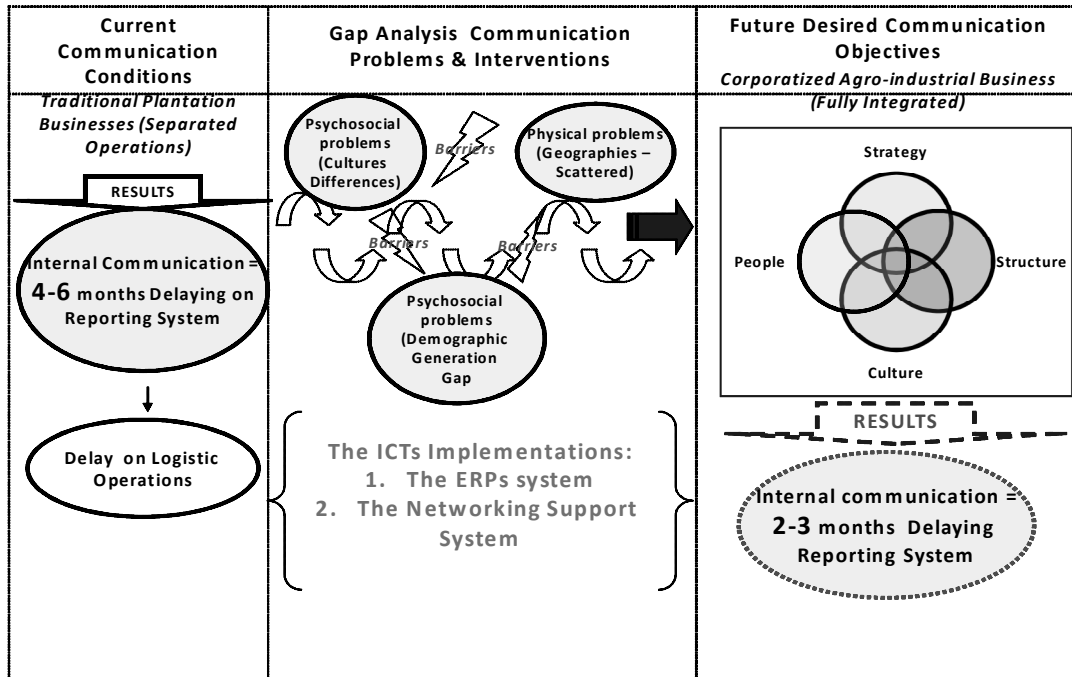 Current
Communication
Conditions
Traditional Plantation
Businesses (Separated
Operations)
RESULTS
Internal Communication =
4-6 months Delaying on
Reporting System
Delay on Logistic
Operations
Gap Analysis Communication
Problems & Interventions
Psychosocial
problems
(Cultures
Differences)
Barriers
Physical problems
(Geographies –
Scattered)
Barriers
Barriers
Psychosocial
problems
(Demographic
Generation
Gap
The ICTs Implementations:
1. The ERPs system
2. The Networking Support
System
Future Desired Communication
Objectives
Corporatized Agro-industrial Business
(Fully Integrated)
Strategy
People
Structure
Culture
RESULTS
Internal communication =
2-3 months Delaying
Reporting System